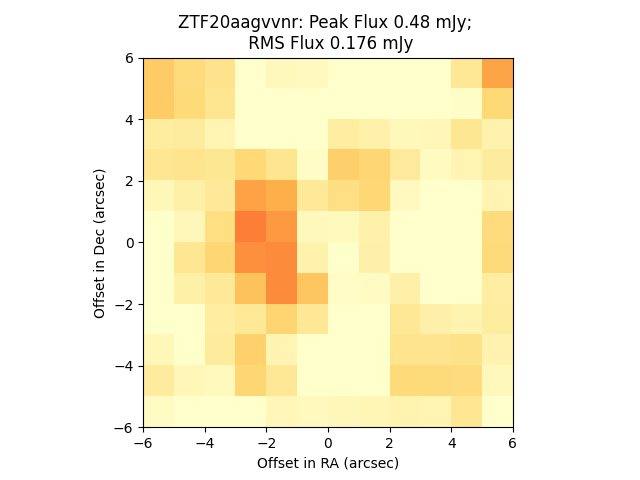 ZTF20aagvvnr: Peak Flux 0.48 mJy;
RMS Flux 0.176 mJy
6
4
2
0
−2
−4
−6
Offset in Dec (arcsec)
−6 −4 −2 0 2 4 6
Offset in RA (arcsec)